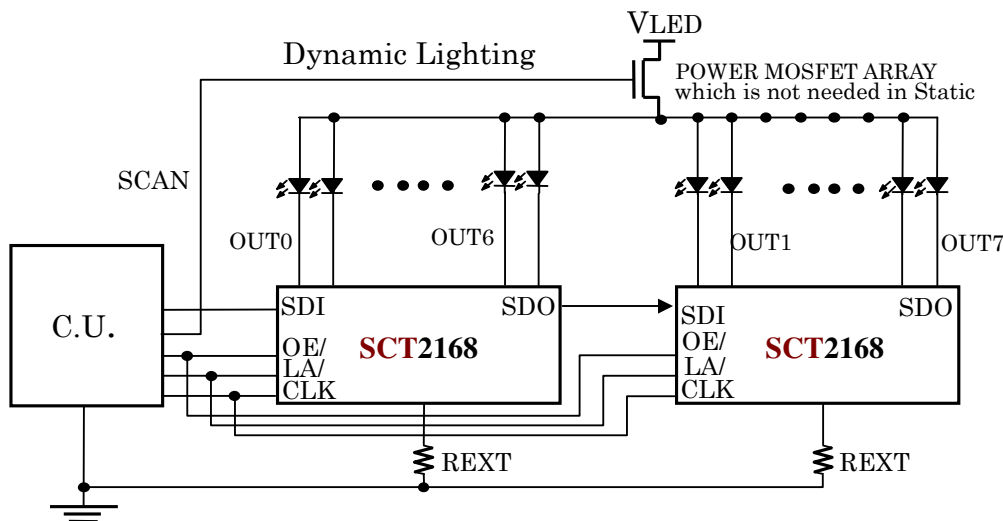 VLED
Dynamic Lighting
POWER MOSFET ARRAY
which is not needed in Static
SCAN
OUT0
OUT6
OUT1
OUT7
C.U.
SDI
SDO
OE/
LA/
CLK
SCT2168
SDI
SDO
OE/
LA/
CLK
SCT2168
REXT
REXT